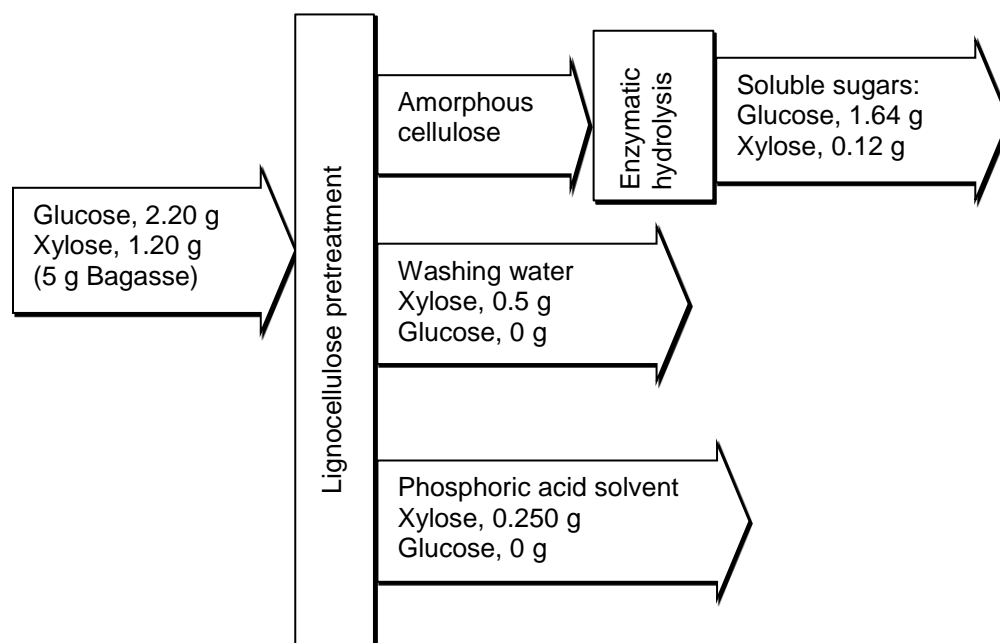 Glucose, 2.20 g
Xylose, 1.20 g
(5 g Bagasse)
Lignocellulose pretreatment
Amorphous
cellulose
Enzymatic
hydrolysis
Soluble sugars:
Glucose, 1.64 g
Xylose, 0.12 g
Washing water
Xylose, 0.5 g
Glucose, 0 g
Phosphoric acid solvent
Xylose, 0.250 g
Glucose, 0 g